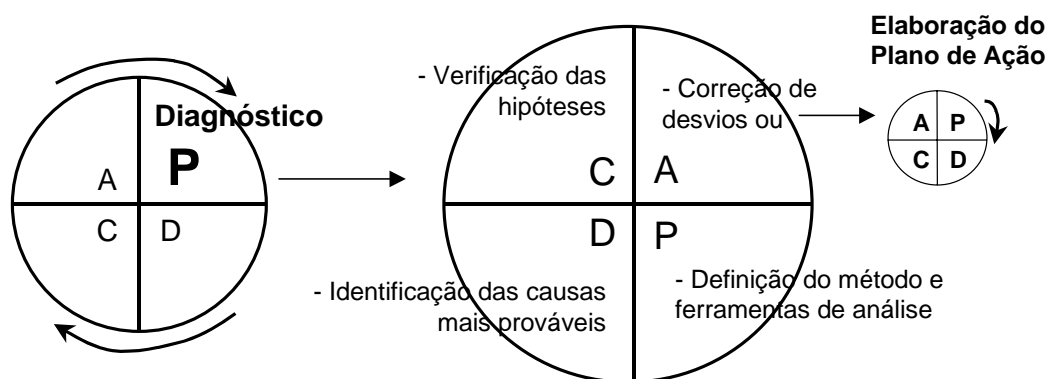 Diagnóstico
A
P
C
D
- Verificação das
hipóteses
- Correção de
desvios ou
C
A
D
P
- Identificação das causas
mais prováveis
- Definição do método e
ferramentas de análise
Elaboração do
Plano de Ação
A
P
C
D